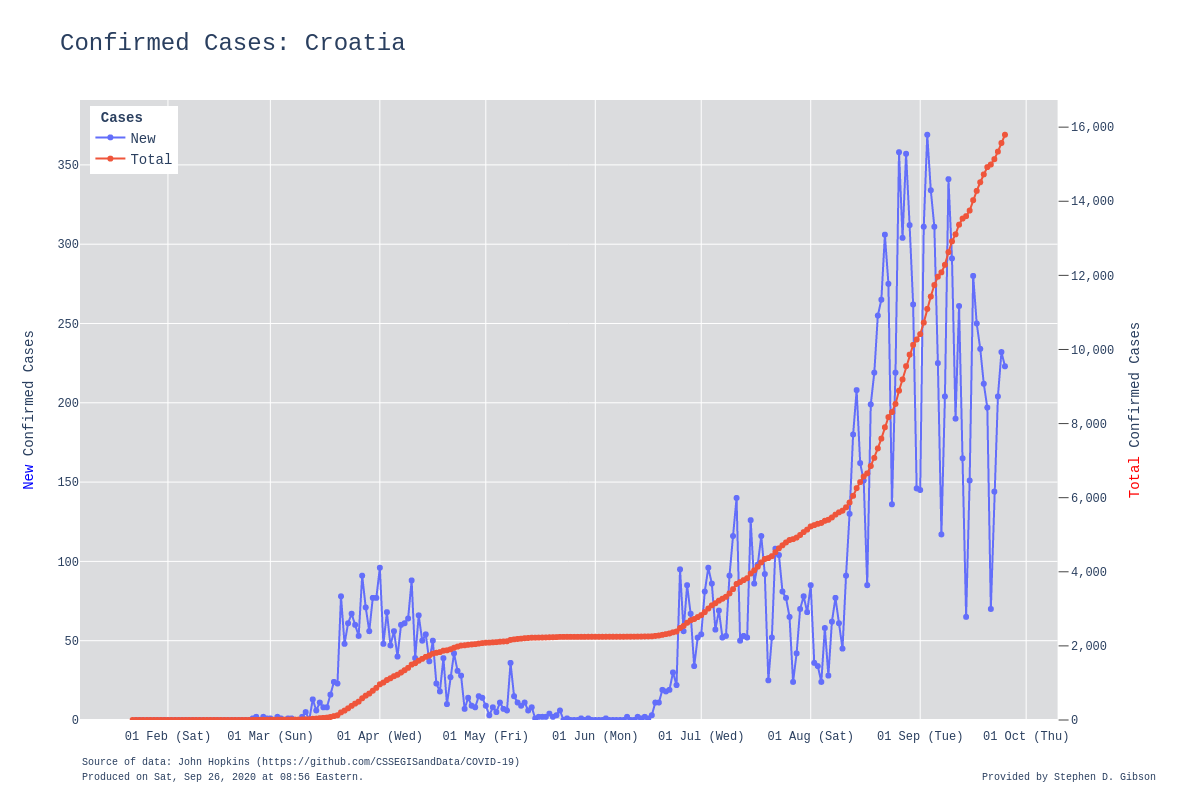 Confirmed Cases: Croatia
Cases
New
Total
350
300
250
200
150
100
50
0
New Confirmed Cases
16,000
14,000
12,000
10,000
8,000
6,000
4,000
2,000
0
Total Confirmed Cases
01 Feb (Sat) 01 Mar (Sun) 01 Apr (Wed) 01 May (Fri) 01 Jun (Mon) 01 Jul (Wed) 01 Aug (Sat) 01 Sep (Tue) 01 Oct (Thu)
Source of data: John Hopkins (https://github.com/CSSEGISandData/COVID-19)
Produced on Sat, Sep 26, 2020 at 08:56 Eastern.
Provided by Stephen D. Gibson